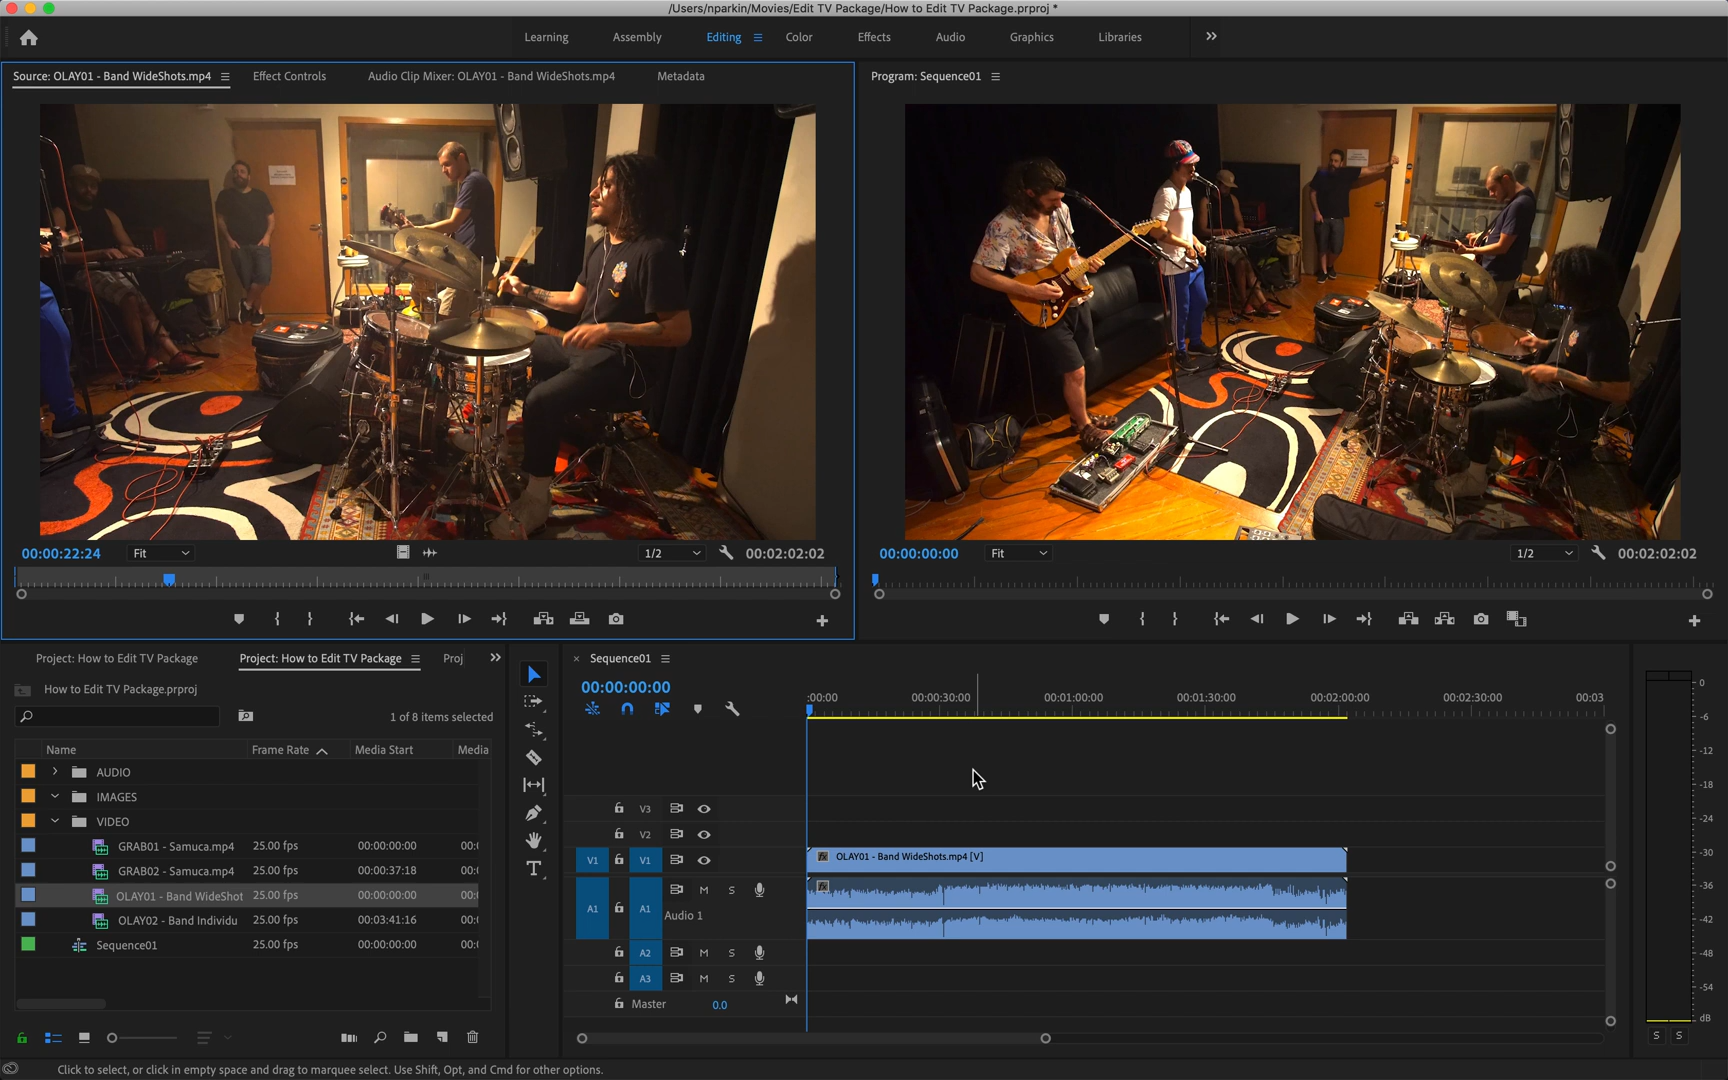 /Users/nparkin/Movies/Edit TV Package/How to Edit TV Package.prproj *
Learning Assembly Editing Color Effects Audio Graphics Libraries
Source: OLAY01 - Band WideShots.mp4 Effect Controls Audio Clip Mixer: OLAY01 - Band WideShots.mp4 Metadata
Program: Sequence01
00:00:22:24 Fit 1/2 00:02:02:02
00:00:00:00 Fit 1/2 00:02:02:02
Project: How to Edit TV Package Project: How to Edit TV Package Proj
How to Edit TV Package.prproj
1 of 8 items selected
Name Frame Rate Media Start Media
AUDIO
IMAGES
VIDEO
GRAB01 - Samuca.mp4 25.00 fps 00:00:00:00 00:
GRAB02 - Samuca.mp4 25.00 fps 00:00:37:18 00:
OLAY01 - Band WideShot 25.00 fps 00:00:00:00 00:
OLAY02 - Band Individu 25.00 fps 00:03:41:16 00:
Sequence01 25.00 fps 00:00:00:00 00:
Sequence01
00:00:00:00
:00:00 00:00:30:00 00:01:00:00 00:01:30:00 00:02:00:00 00:02:30:00 00:03
V3
V2
V1 V1
fx OLAY01 - Band WideShots.mp4 [V]
A1 A1 M S
fx
Audio 1
A2 M S
A3 M S
Master 0.0
0
-6
-12
-18
-24
-30
-36
-42
-48
-54
dB
S S
Click to select, or click in empty space and drag to marquee select. Use Shift, Opt, and Cmd for other options.